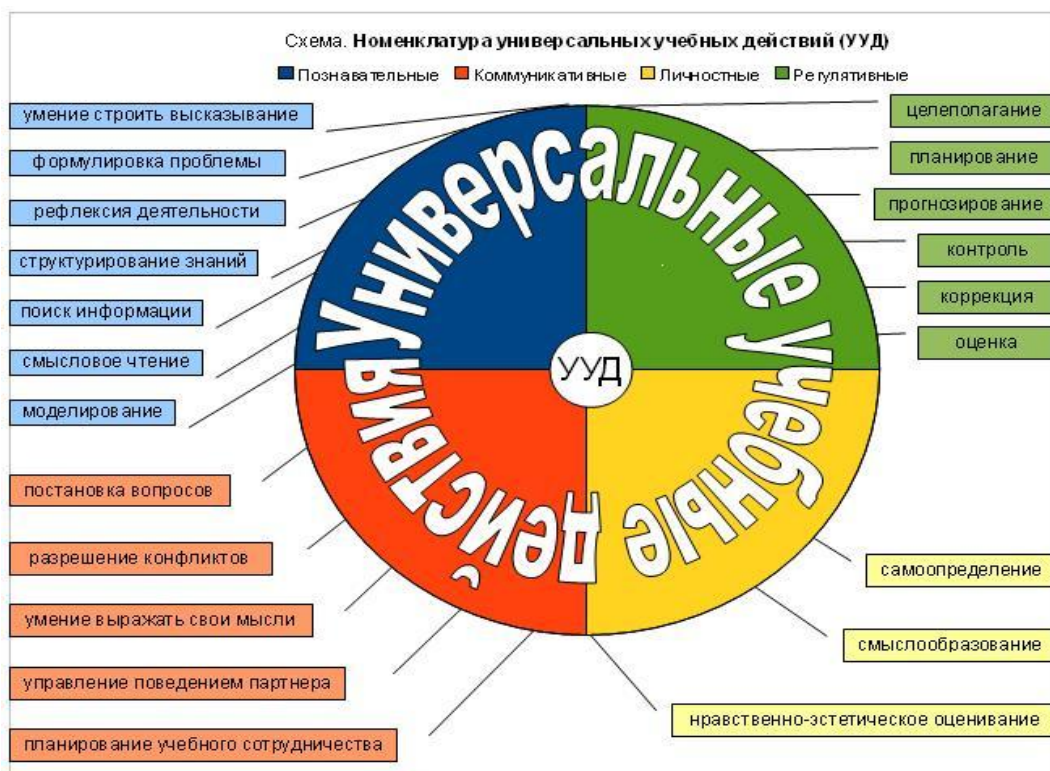 Схема. Номенклатура универсальных учебных действий (УУД)
Познавательные Коммуникативные Личностные Регулятивные
умение строить высказывание
формулировка проблемы
рефлексия деятельности
структурирование знаний
поиск информации
смысловое чтение
моделирование
постановка вопросов
разрешение конфликтов
умение выражать свои мысли
управление поведением партнера
планирование учебного сотрудничества
Универсальные учебные действия
УУД
целеполагание
планирование
прогнозирование
контроль
коррекция
оценка
самоопределение
смыслообразование
нравственно-эстетическое оценивание